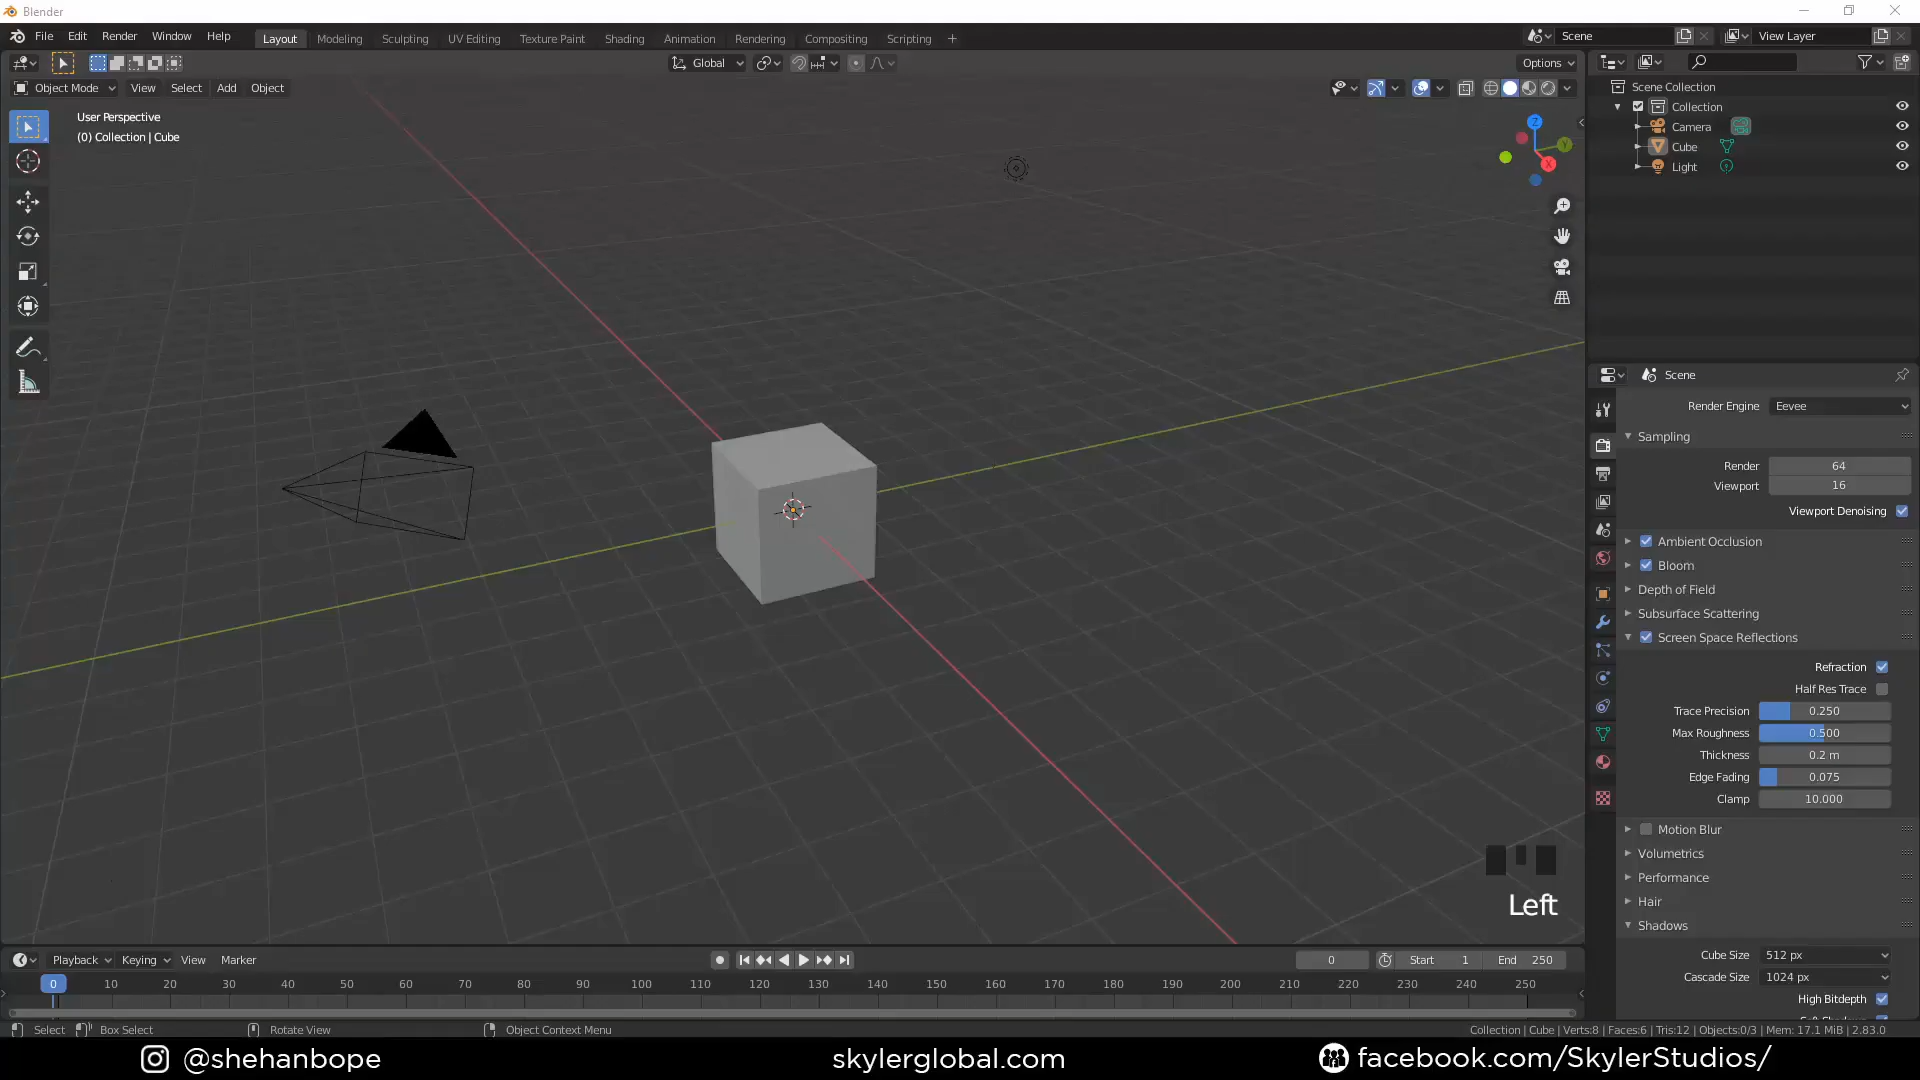 Blender
File Edit Render Window Help Layout Modeling Sculpting UV Editing Texture Paint Shading Animation Rendering Compositing Scripting + Scene View Layer
Global Options
Object Mode View Select Add Object
User Perspective
(0) Collection | Cube
Z
Y
X
Scene Collection
Collection
Camera
Cube
Light
Scene
Render Engine Eevee
Sampling
Render 64
Viewport 16
Viewport Denoising
Ambient Occlusion
Bloom
Depth of Field
Subsurface Scattering
Screen Space Reflections
Refraction
Half Res Trace
Trace Precision 0.250
Max Roughness 0.500
Thickness 0.2 m
Edge Fading 0.075
Clamp 10.000
Motion Blur
Volumetrics
Performance
Hair
Shadows
Cube Size 512 px
Cascade Size 1024 px
High Bitdepth
Left
Playback Keying View Marker 0 Start 1 End 250
0 10 20 30 40 50 60 70 80 90 100 110 120 130 140 150 160 170 180 190 200 210 220 230 240 250
Select Box Select Rotate View Object Context Menu Collection | Cube | Verts:8 | Faces:6 | Tris:12 | Objects:0/3 | Mem: 17.1 MiB | 2.83.0
@shehanbope skylerglobal.com facebook.com/SkylerStudios/